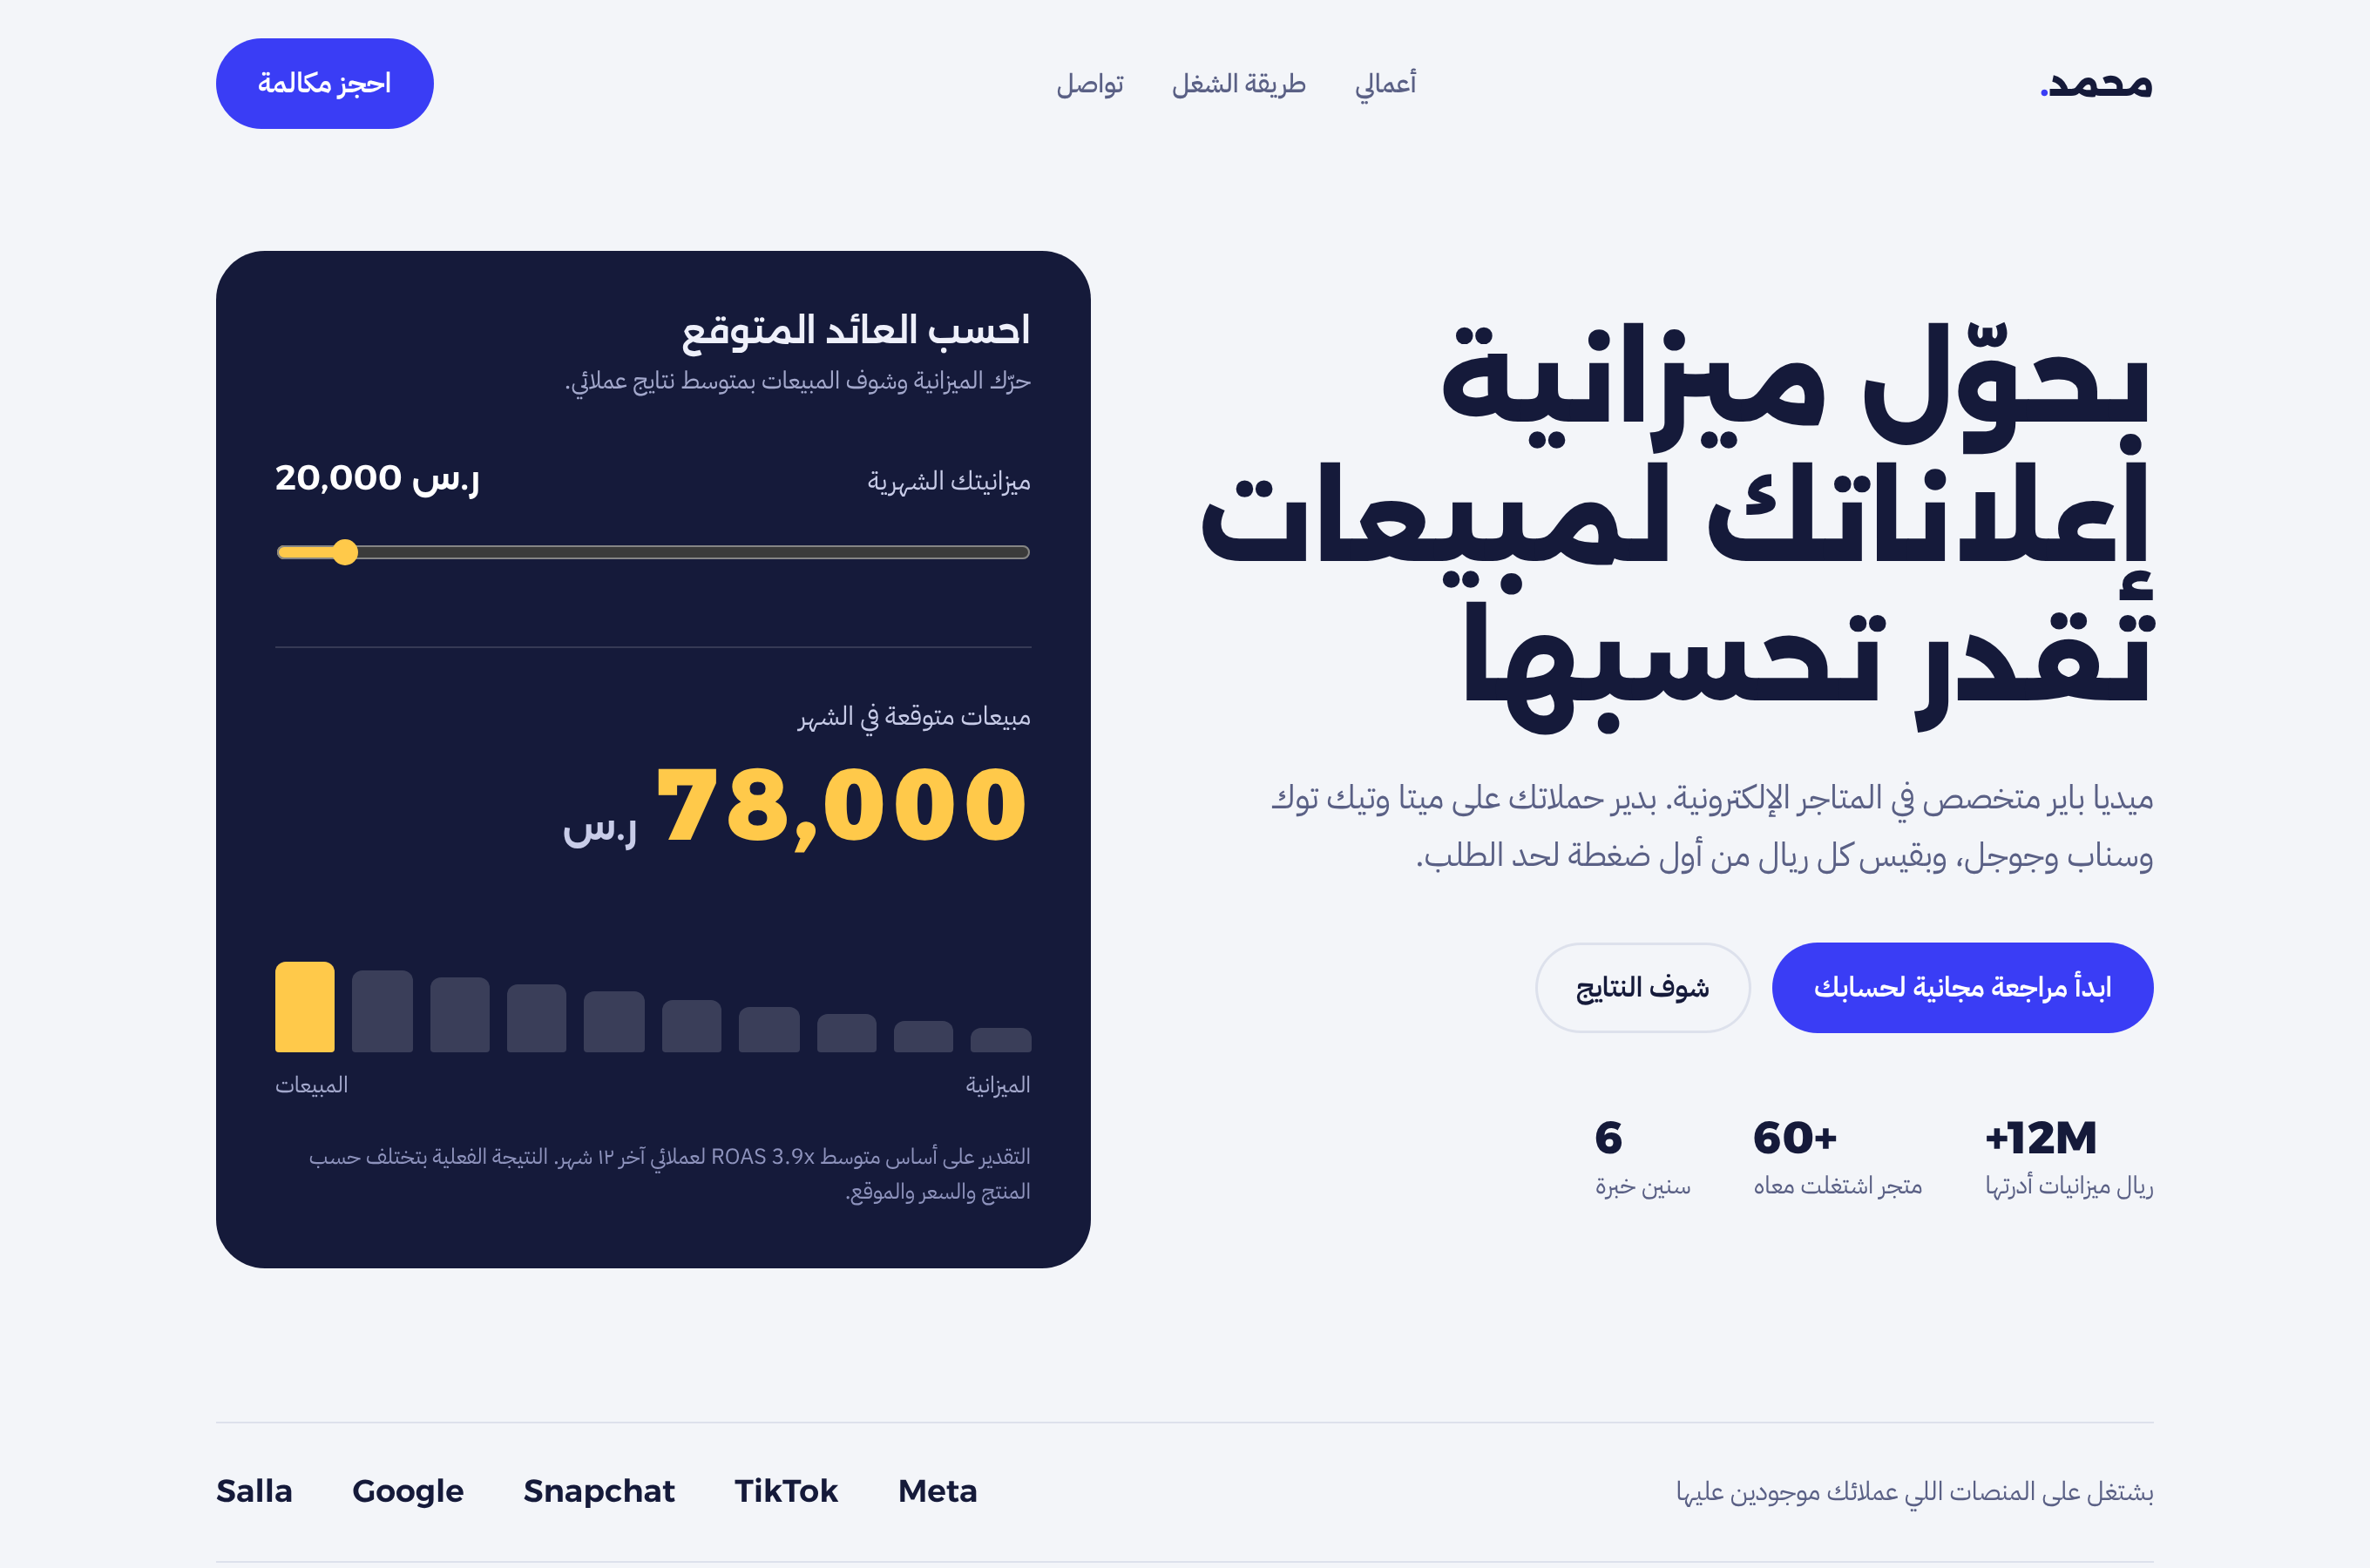 محمد.
أعمالي
طريقة الشغل
تواصل
احجز مكالمة
بحوّل ميزانية
إعلاناتك لمبيعات
تقدر تحسبها
ميديا باير متخصص في المتاجر الإلكترونية. بدير حملاتك على ميتا وتيك توك
وسناب وجوجل، وبقيس كل ريال من أول ضغطة لحد الطلب.
ابدأ مراجعة مجانية لحسابك
شوف النتايج
+12M
ريال ميزانيات أدرتها
60+
متجر اشتغلت معاه
6
سنين خبرة
احسب العائد المتوقع
حرّك الميزانية وشوف المبيعات بمتوسط نتايج عملائي.
ميزانيتك الشهرية
20,000 ر.س
مبيعات متوقعة في الشهر
78,000 ر.س
الميزانية
المبيعات
التقدير على أساس متوسط ROAS 3.9x لعملائي آخر ١٢ شهر. النتيجة الفعلية بتختلف حسب
المنتج والسعر والموقع.
بشتغل على المنصات اللي عملائك موجودين عليها
Meta
TikTok
Snapchat
Google
Salla